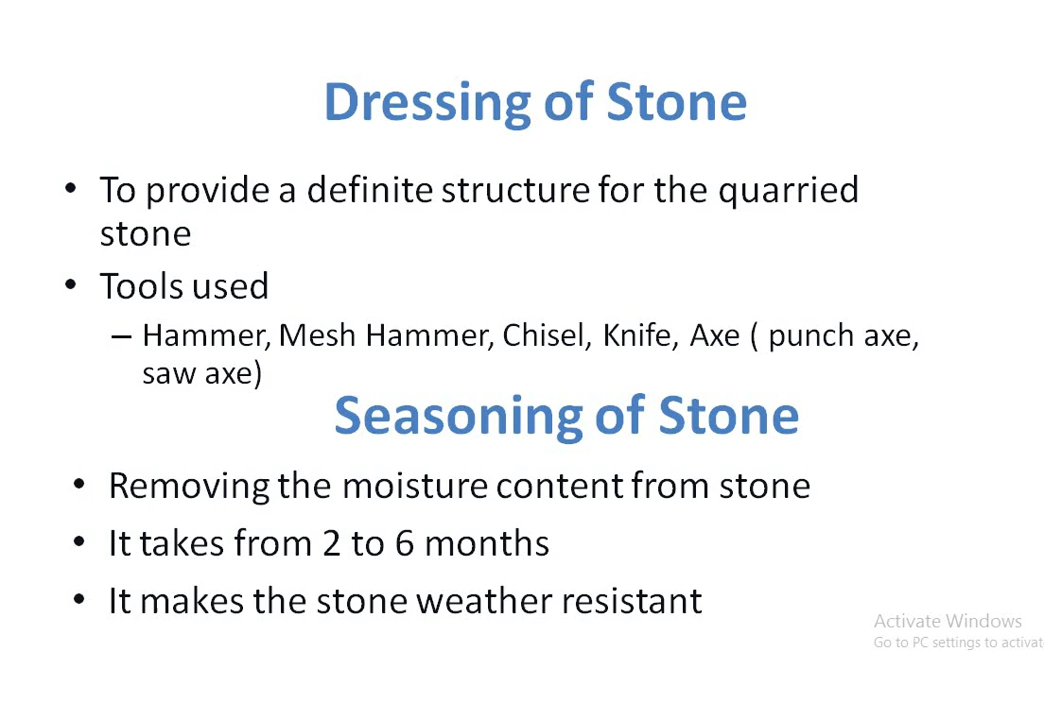 Dressing of Stone
• To provide a definite structure for the quarried
stone
• Tools used
– Hammer, Mesh Hammer, Chisel, Knife, Axe ( punch axe,
saw axe)
Seasoning of Stone
• Removing the moisture content from stone
• It takes from 2 to 6 months
• It makes the stone weather resistant
Activate Windows
Go to PC settings to activat